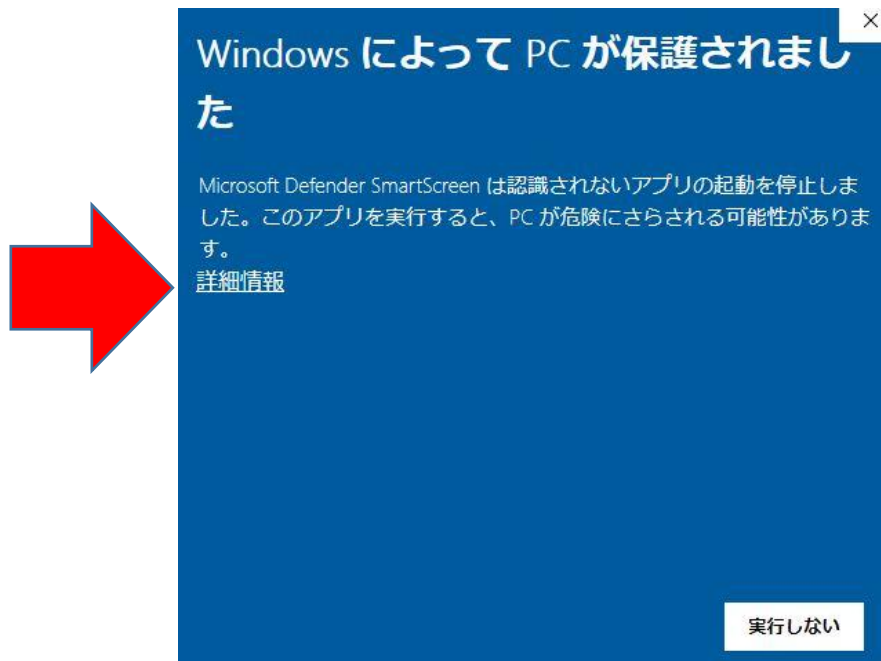 Windows によって PC が保護されまし
た
Microsoft Defender SmartScreen は認識されないアプリの起動を停止しま
した。このアプリを実行すると、PC が危険にさらされる可能性がありま
す。
詳細情報
実行しない